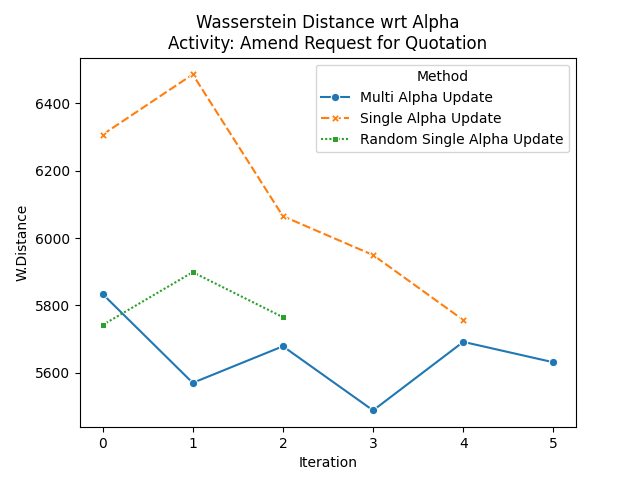 Wasserstein Distance wrt Alpha
Activity: Amend Request for Quotation
Method
Multi Alpha Update
Single Alpha Update
Random Single Alpha Update
W.Distance
6400
6200
6000
5800
5600
0 1 2 3 4 5
Iteration